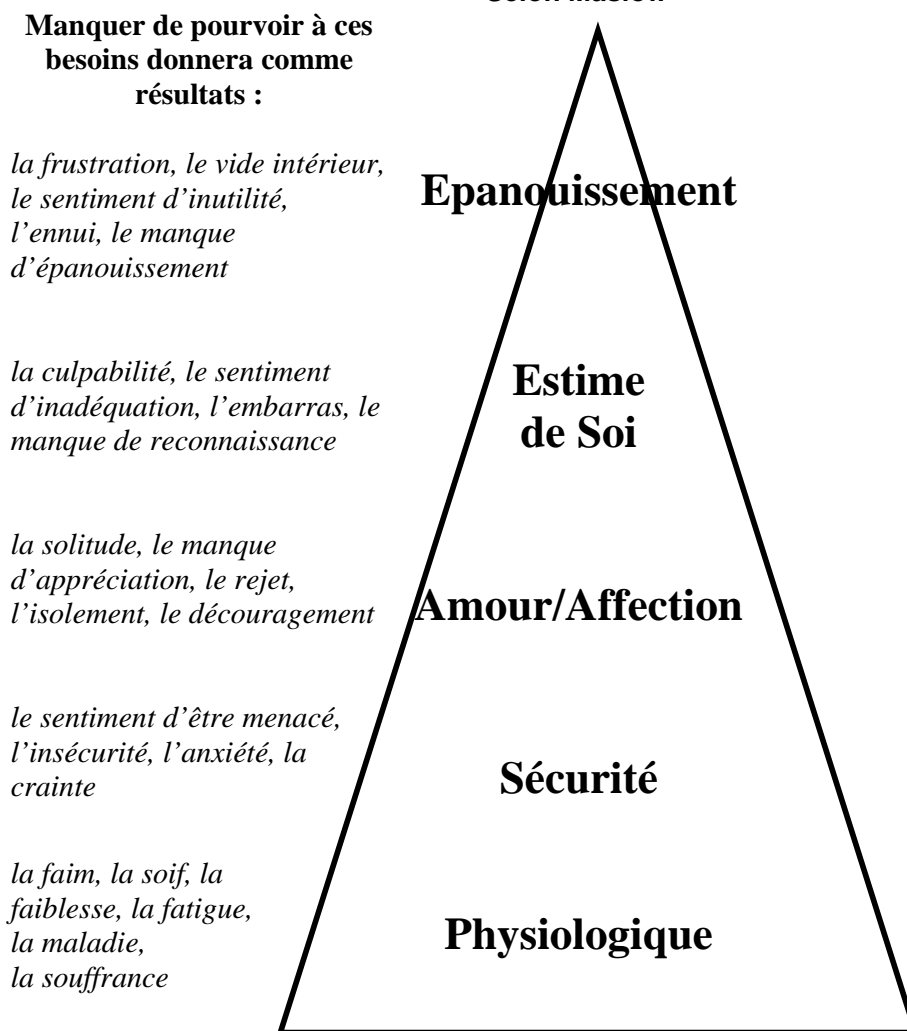 Manquer de pourvoir à ces
besoins donnera comme
résultats :
la frustration, le vide intérieur,
le sentiment d’inutilité,
l’ennui, le manque
d’épanouissement
Epanouissement
la culpabilité, le sentiment
d’inadéquation, l’embarras, le
manque de reconnaissance
Estime
de Soi
la solitude, le manque
d’appréciation, le rejet,
l’isolement, le découragement
Amour/Affection
le sentiment d’être menacé,
l’insécurité, l’anxiété, la
crainte
Sécurité
la faim, la soif, la
faiblesse, la fatigue,
la maladie,
la souffrance
Physiologique